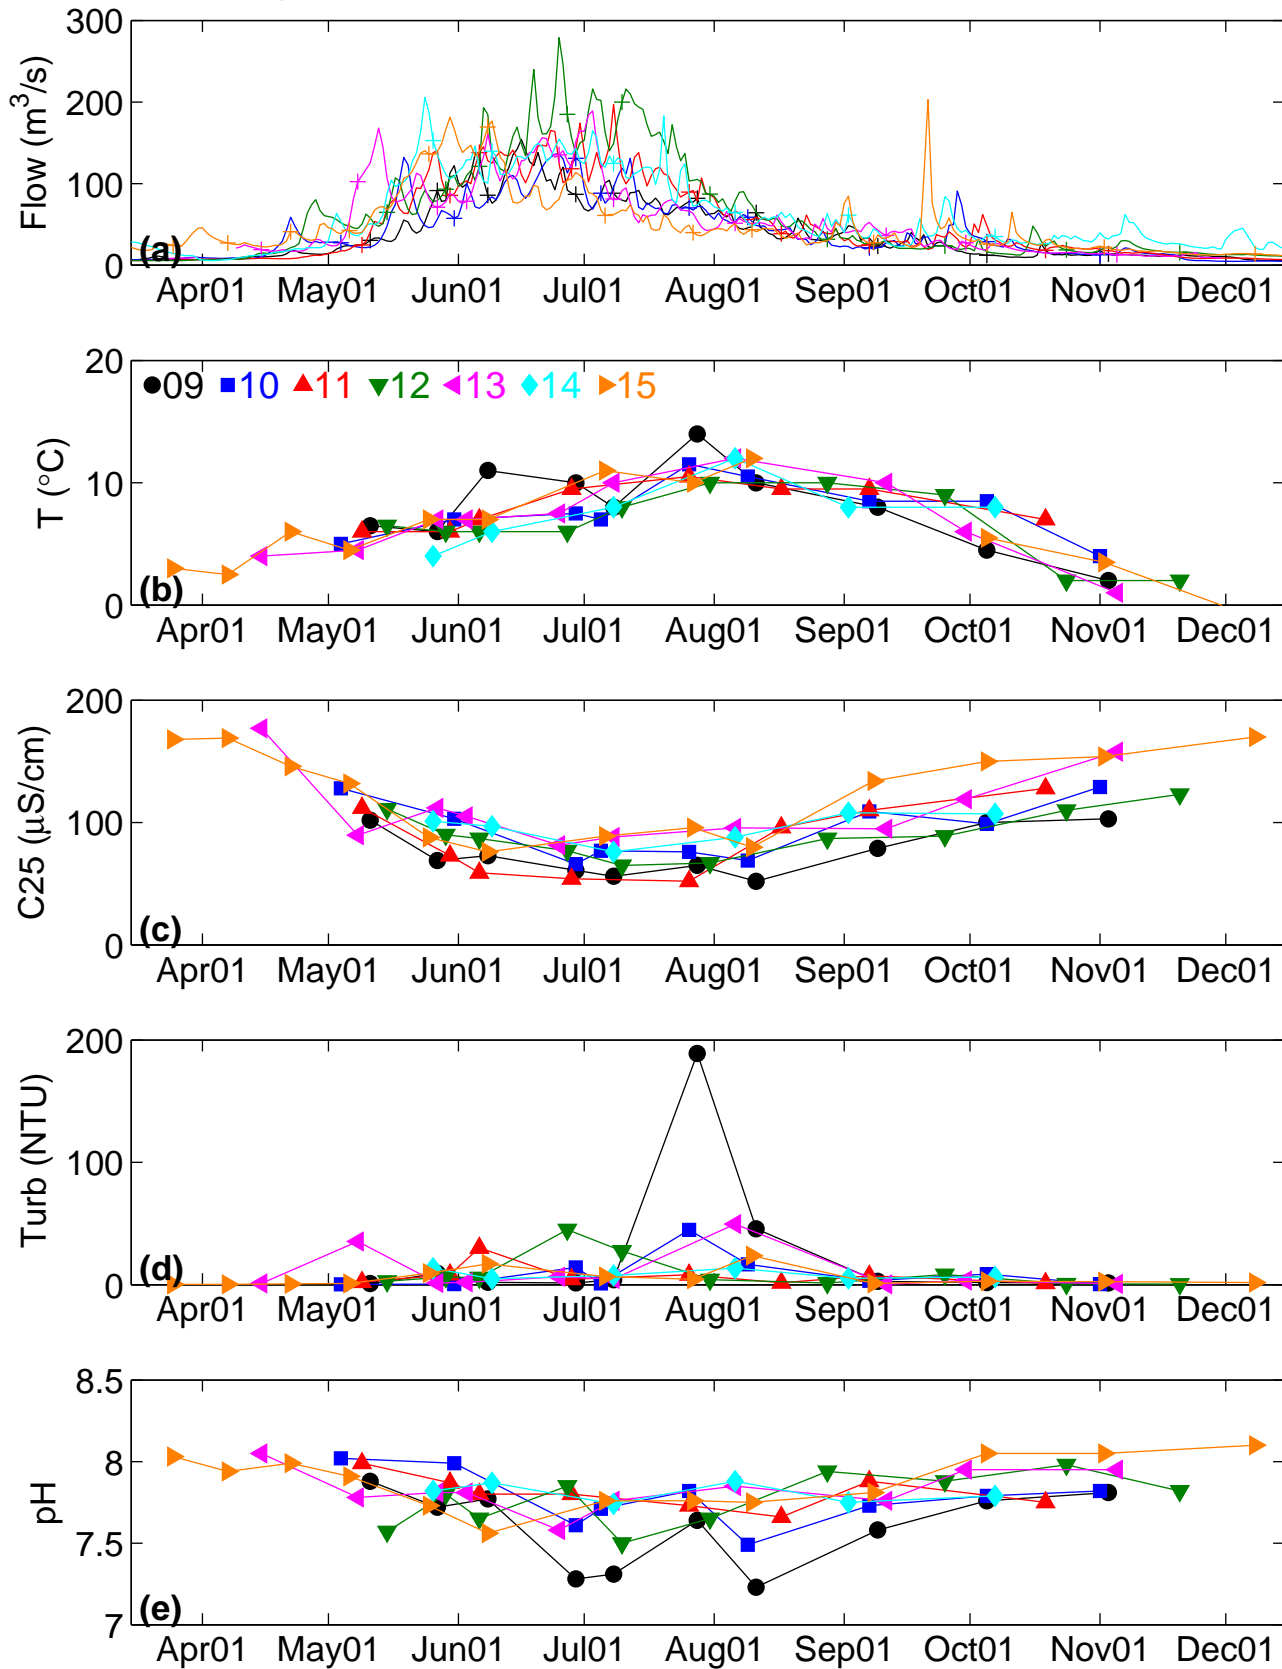 300
200
100
0
Flow (m³/s)
(a)
Apr01 May01 Jun01 Jul01 Aug01 Sep01 Oct01 Nov01 Dec01
20
10
0
T (°C)
09 10 11 12 13 14 15
(b)
Apr01 May01 Jun01 Jul01 Aug01 Sep01 Oct01 Nov01 Dec01
200
100
0
C25 (μS/cm)
(c)
Apr01 May01 Jun01 Jul01 Aug01 Sep01 Oct01 Nov01 Dec01
200
100
0
Turb (NTU)
(d)
Apr01 May01 Jun01 Jul01 Aug01 Sep01 Oct01 Nov01 Dec01
8.5
8
7.5
7
pH
(e)
Apr01 May01 Jun01 Jul01 Aug01 Sep01 Oct01 Nov01 Dec01